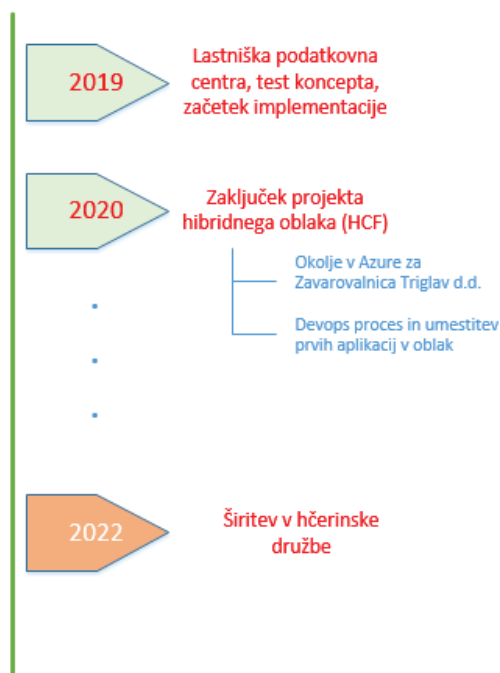 2019
Lastniška podatkovna
centra, test koncepta,
začetek implementacije
2020
Zaključek projekta
hibridnega oblaka (HCF)
Okolje v Azure za
Zavarovalnica Triglav d.d.
Devops proces in umestitev
prvih aplikacij v oblak
2022
Širitev v hčerinske
družbe